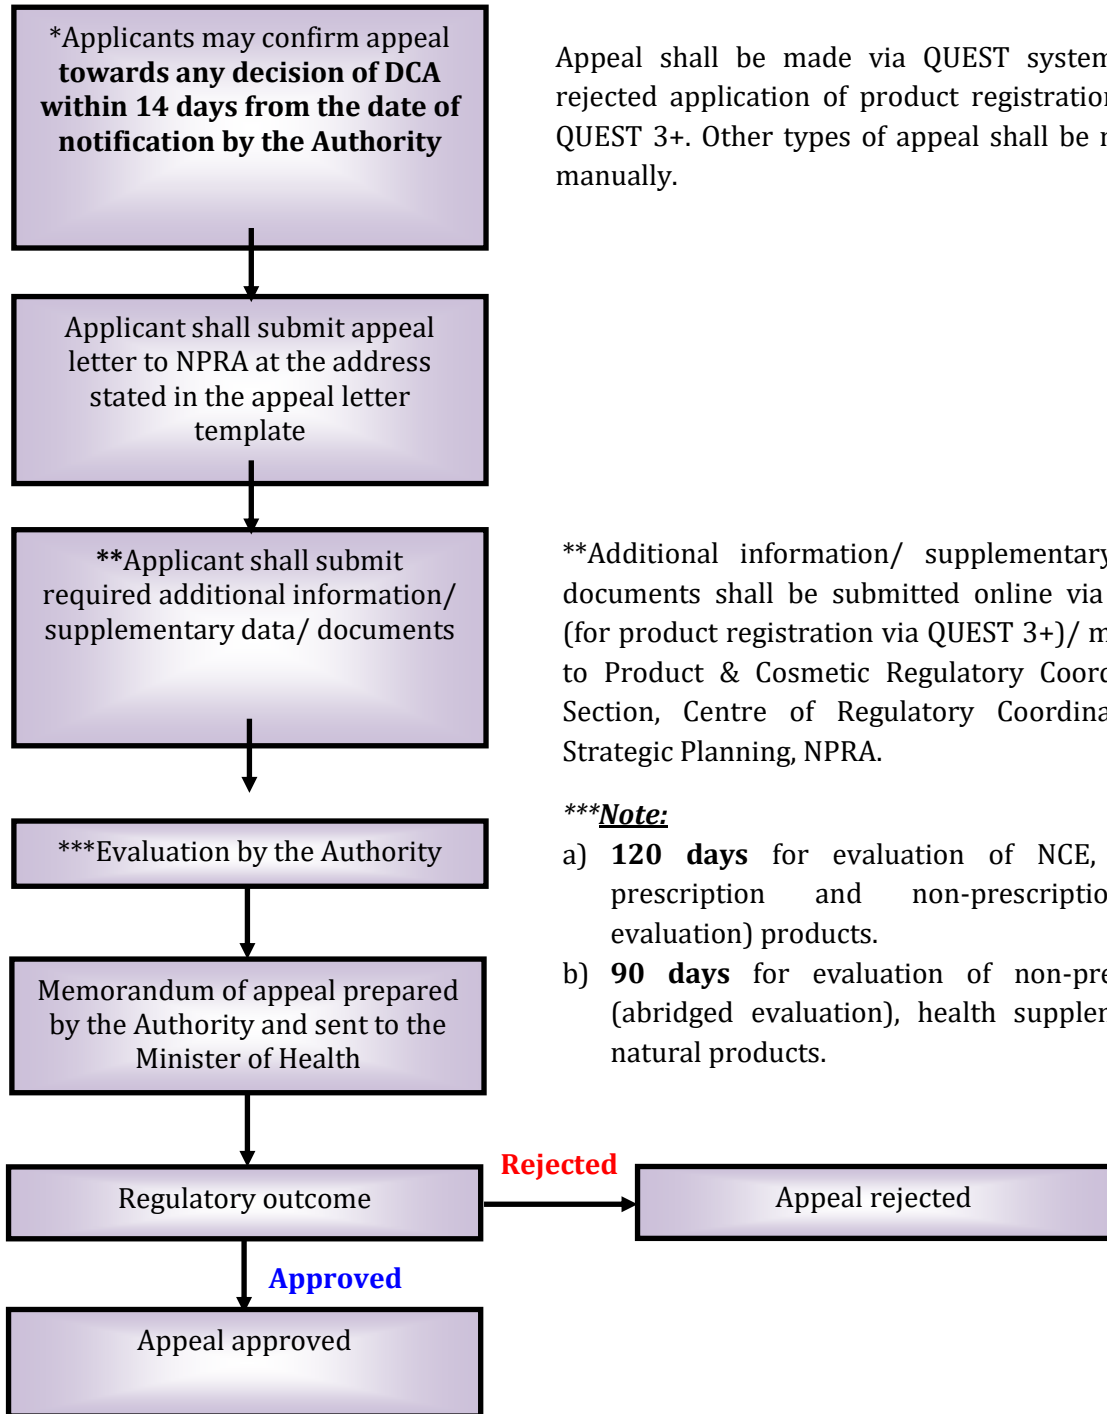 *Applicants may confirm appeal
towards any decision of DCA
within 14 days from the date of
notification by the Authority
Appeal shall be made via QUEST system
rejected application of product registration
QUEST 3+. Other types of appeal shall be
manually.
Applicant shall submit appeal
letter to NPRA at the address
stated in the appeal letter
template
**Applicant shall submit
required additional information/
supplementary data/ documents
**Additional information/ supplementary
documents shall be submitted online via
(for product registration via QUEST 3+)/
to Product & Cosmetic Regulatory
Section, Centre of Regulatory
Strategic Planning, NPRA.
***Evaluation by the Authority
***Note:
a) 120 days for evaluation of NCE,
prescription and
evaluation) products.
b) 90 days for evaluation of
(abridged evaluation), health
natural products.
Memorandum of appeal prepared
by the Authority and sent to the
Minister of Health
Regulatory outcome
Rejected
Appeal rejected
Approved
Appeal approved